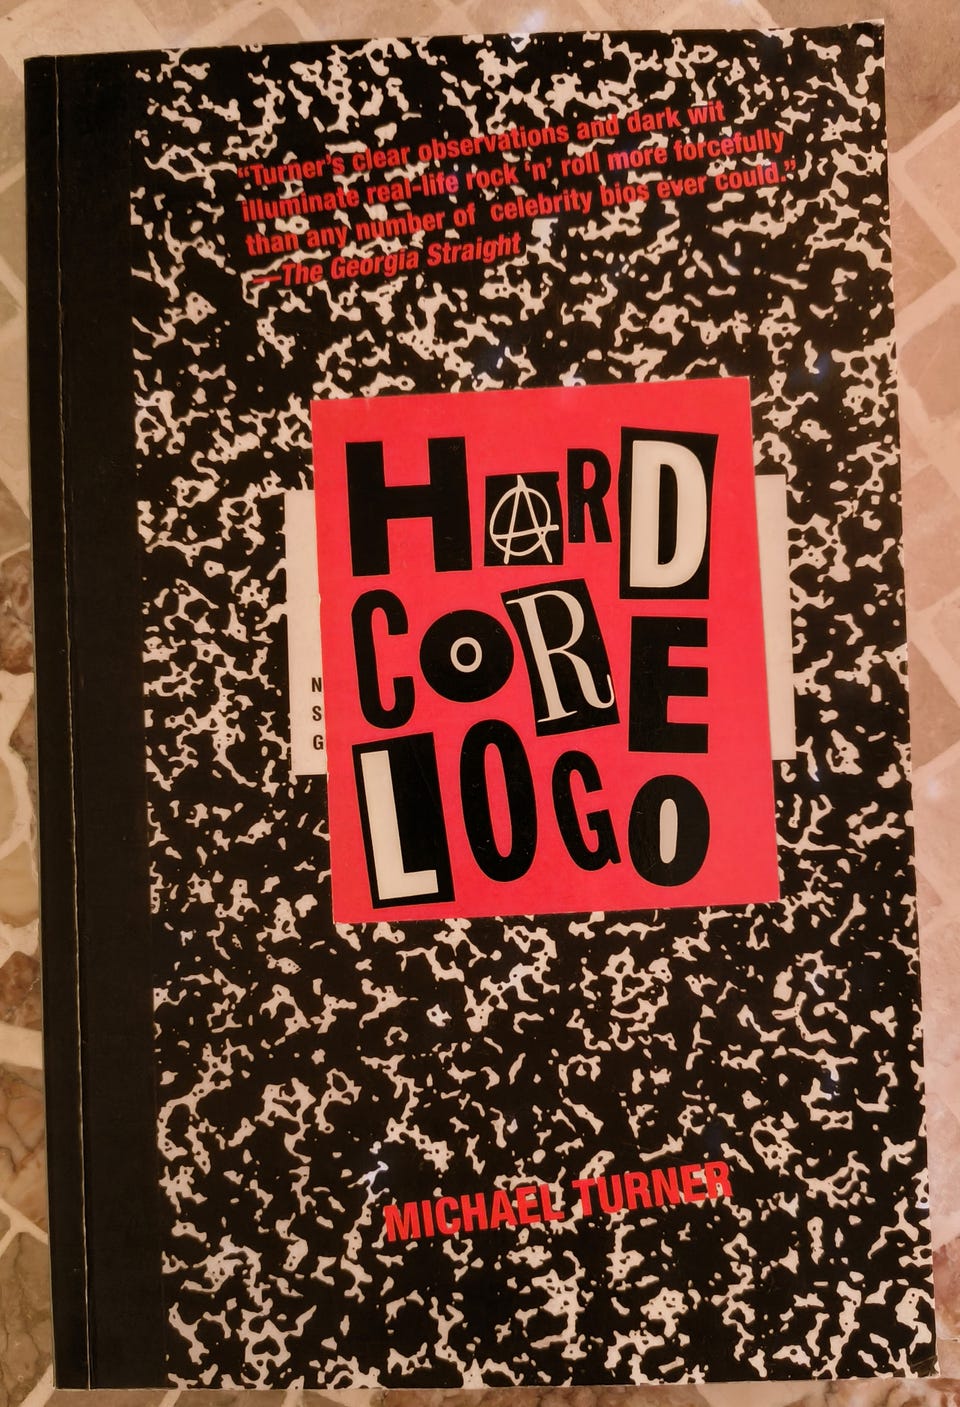 “Turner’s clear observations and dark wit
illuminate real-life rock ‘n’ roll more forcefully
than any number of celebrity bios ever could.”
—The Georgia Straight
HARD
CORE
LOGO
N
S
G
MICHAEL TURNER